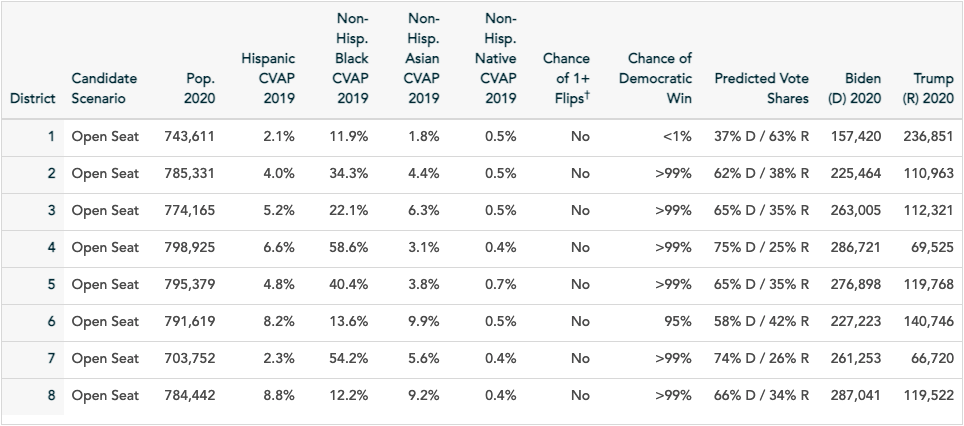 District Candidate Scenario Pop. 2020 Hispanic CVAP 2019 Non-Hisp. Black CVAP 2019 Non-Hisp. Asian CVAP 2019 Non-Hisp. Native CVAP 2019 Chance of 1+ Flips† Chance of Democratic Win Predicted Vote Shares Biden (D) 2020 Trump (R) 2020
1 Open Seat 743,611 2.1% 11.9% 1.8% 0.5% No <1% 37% D / 63% R 157,420 236,851
2 Open Seat 785,331 4.0% 34.3% 4.4% 0.5% No >99% 62% D / 38% R 225,464 110,963
3 Open Seat 774,165 5.2% 22.1% 6.3% 0.5% No >99% 65% D / 35% R 263,005 112,321
4 Open Seat 798,925 6.6% 58.6% 3.1% 0.4% No >99% 75% D / 25% R 286,721 69,525
5 Open Seat 795,379 4.8% 40.4% 3.8% 0.7% No >99% 65% D / 35% R 276,898 119,768
6 Open Seat 791,619 8.2% 13.6% 9.9% 0.5% No 95% 58% D / 42% R 227,223 140,746
7 Open Seat 703,752 2.3% 54.2% 5.6% 0.4% No >99% 74% D / 26% R 261,253 66,720
8 Open Seat 784,442 8.8% 12.2% 9.2% 0.4% No >99% 66% D / 34% R 287,041 119,522